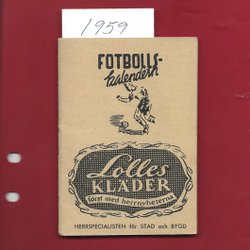 1959
FOTBOLLS-
kalendern
Lolles
KLÄDER
först med herrnyheterna
HERRSPECIALISTEN för STAD och BYGD